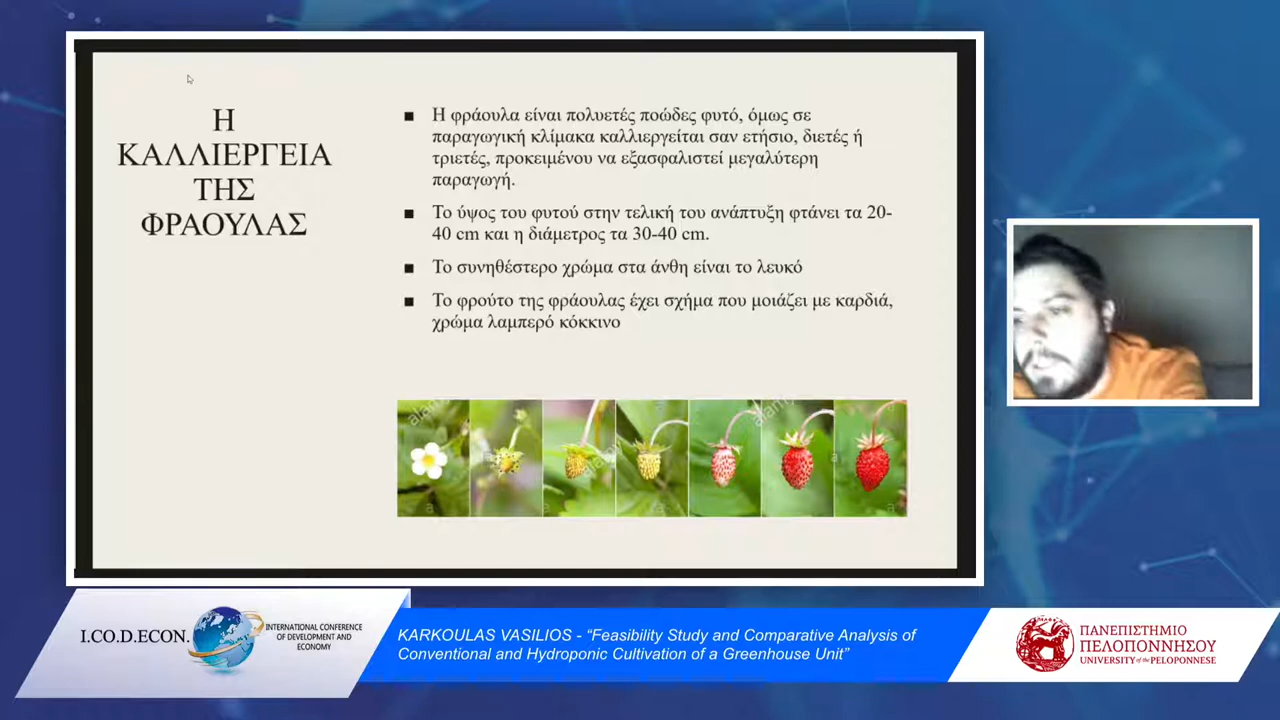 Η
ΚΑΛΛΙΕΡΓΕΙΑ
ΤΗΣ
ΦΡΑΟΥΛΑΣ
■ Η φράουλα είναι πολυετές ποώδες φυτό, όμως σε
παραγωγική κλίμακα καλλιεργείται σαν ετήσιο, διετές ή
τριετές, προκειμένου να εξασφαλιστεί μεγαλύτερη
παραγωγή.
■ Το ύψος του φυτού στην τελική του ανάπτυξη φτάνει τα 20-
40 cm και η διάμετρος τα 30-40 cm.
■ Το συνηθέστερο χρώμα στα άνθη είναι το λευκό
■ Το φρούτο της φράουλας έχει σχήμα που μοιάζει με καρδιά,
χρώμα λαμπερό κόκκινο
I.CO.D.ECON.
INTERNATIONAL CONFERENCE
OF DEVELOPMENT AND
ECONOMY
KARKOULAS VASILIOS - “Feasibility Study and Comparative Analysis of
Conventional and Hydroponic Cultivation of a Greenhouse Unit”
ΠΑΝΕΠΙΣΤΗΜΙΟ
ΠΕΛΟΠΟΝΝΗΣΟΥ
UNIVERSITY of the PELOPONNESE